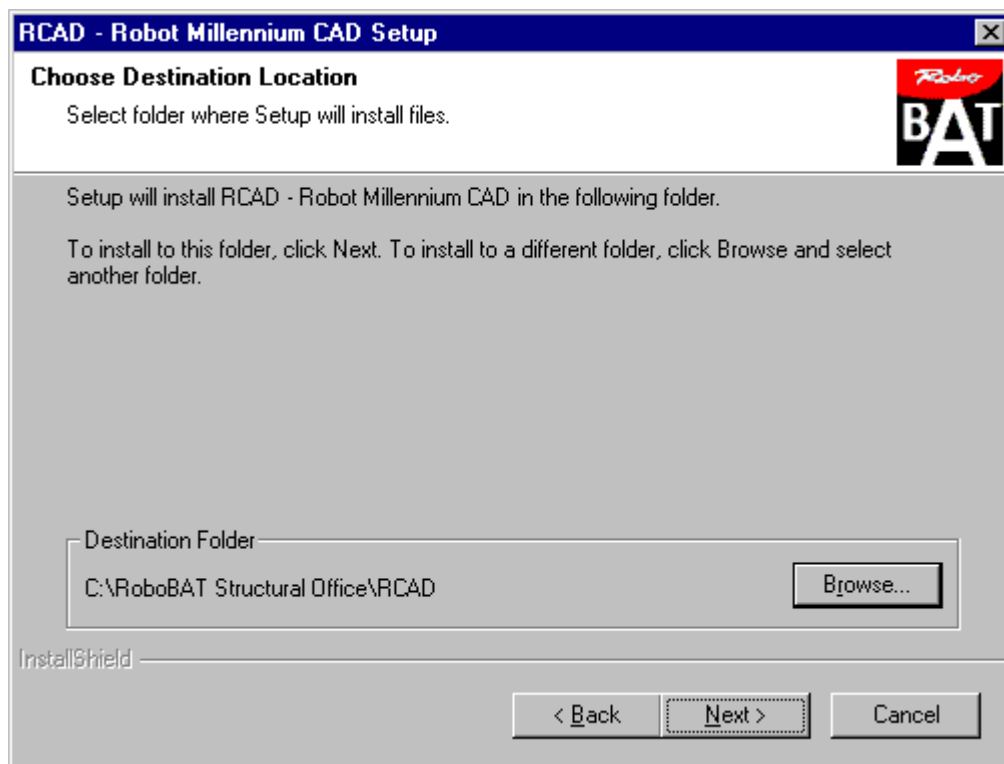 RCAD - Robot Millennium CAD Setup
Choose Destination Location
Select folder where Setup will install files.
Robo
BAT
Setup will install RCAD - Robot Millennium CAD in the following folder.
To install to this folder, click Next. To install to a different folder, click Browse and select
another folder.
Destination Folder
C:\RoboBAT Structural Office\RCAD
Browse...
InstallShield
< Back
Next >
Cancel